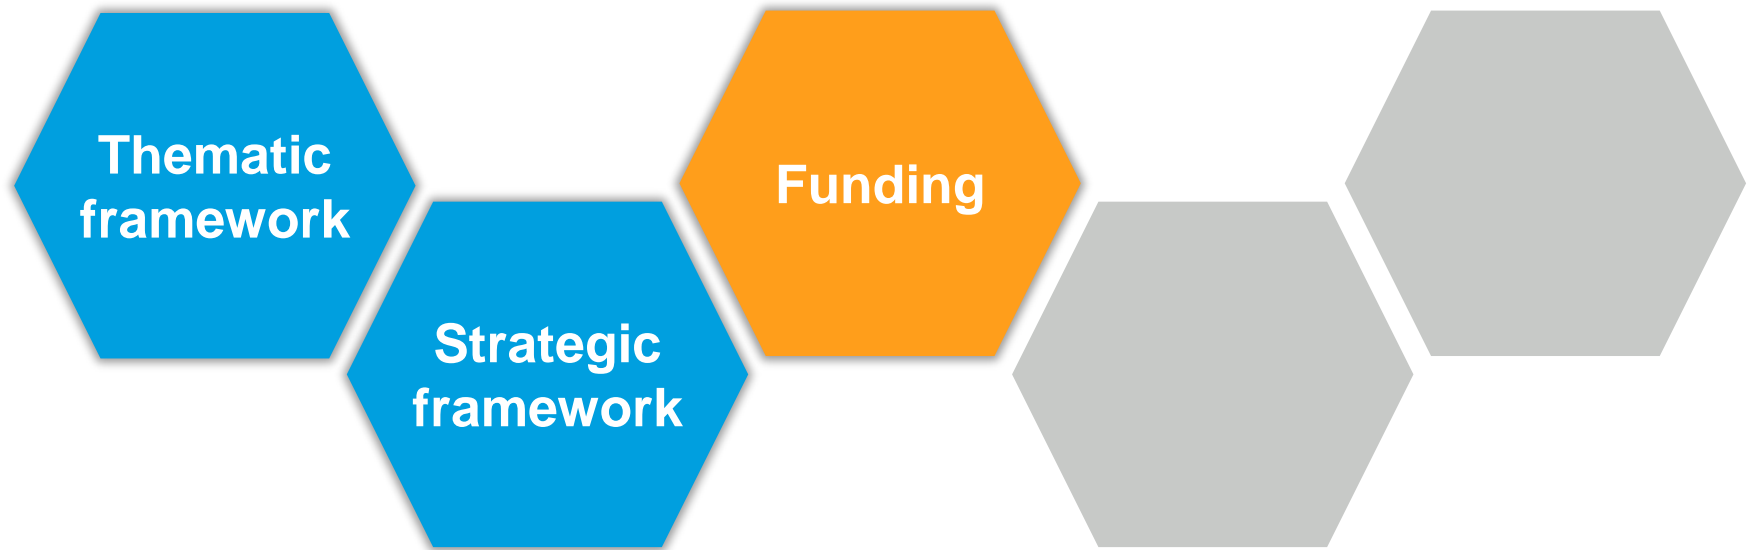 Thematic
framework
Strategic
framework
Funding